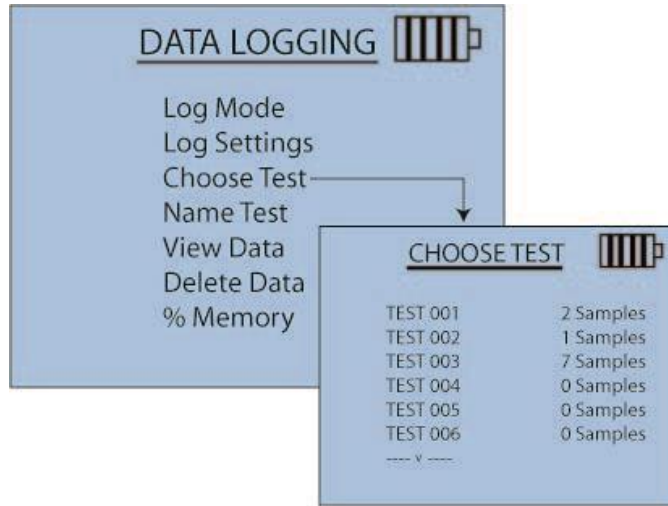 DATA LOGGING
Log Mode
Log Settings
Choose Test
Name Test
View Data
Delete Data
% Memory
CHOOSE TEST
TEST 001 2 Samples
TEST 002 1 Samples
TEST 003 7 Samples
TEST 004 0 Samples
TEST 005 0 Samples
TEST 006 0 Samples
---- v ----